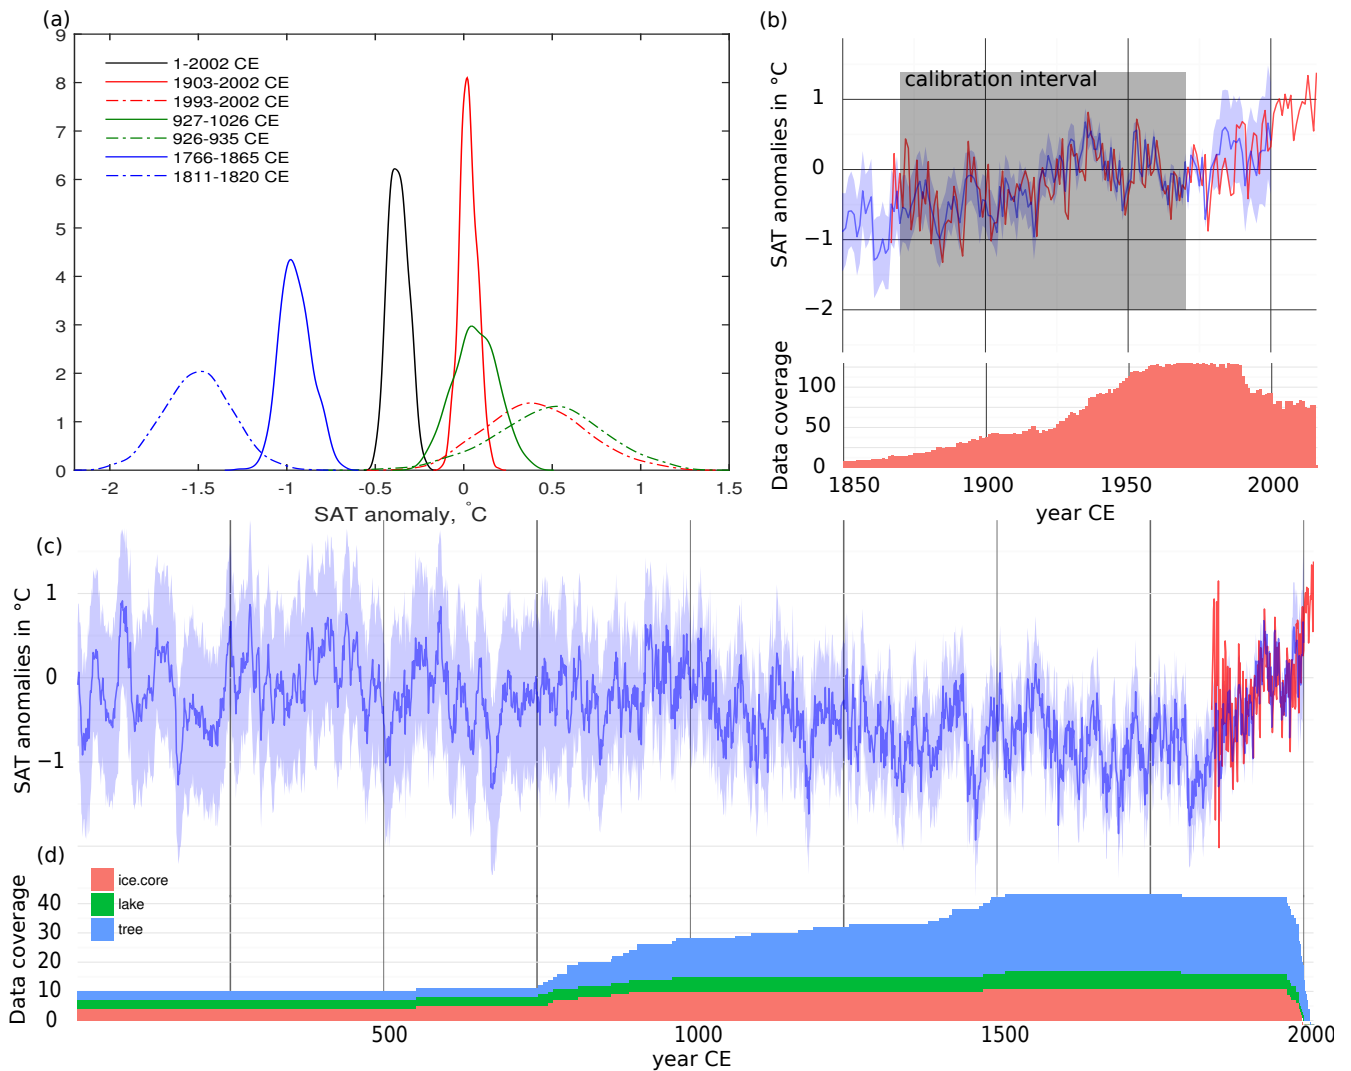 (a)
9
8
7
6
5
4
3
2
1
0
1-2002 CE
1903-2002 CE
1993-2002 CE
927-1026 CE
926-935 CE
1766-1865 CE
1811-1820 CE
-2 -1.5 -1 -0.5 0 0.5 1 1.5
SAT anomaly, °C
(b)
calibration interval
SAT anomalies in °C
1
0
−1
−2
Data coverage
100
50
0
1850 1900 1950 2000
year CE
(c)
SAT anomalies in °C
1
0
−1
(d)
ice.core
lake
tree
Data coverage
40
30
20
10
0
500 1000 1500 2000
year CE